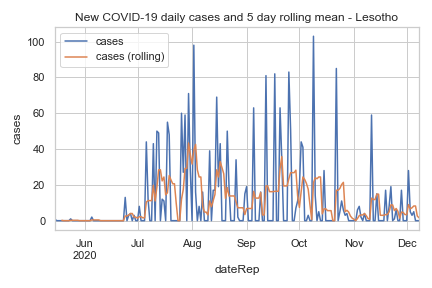 New COVID-19 daily cases and 5 day rolling mean - Lesotho
cases
cases (rolling)
100
80
60
40
20
0
cases
Jun
2020
Jul
Aug
Sep
Oct
Nov
Dec
dateRep